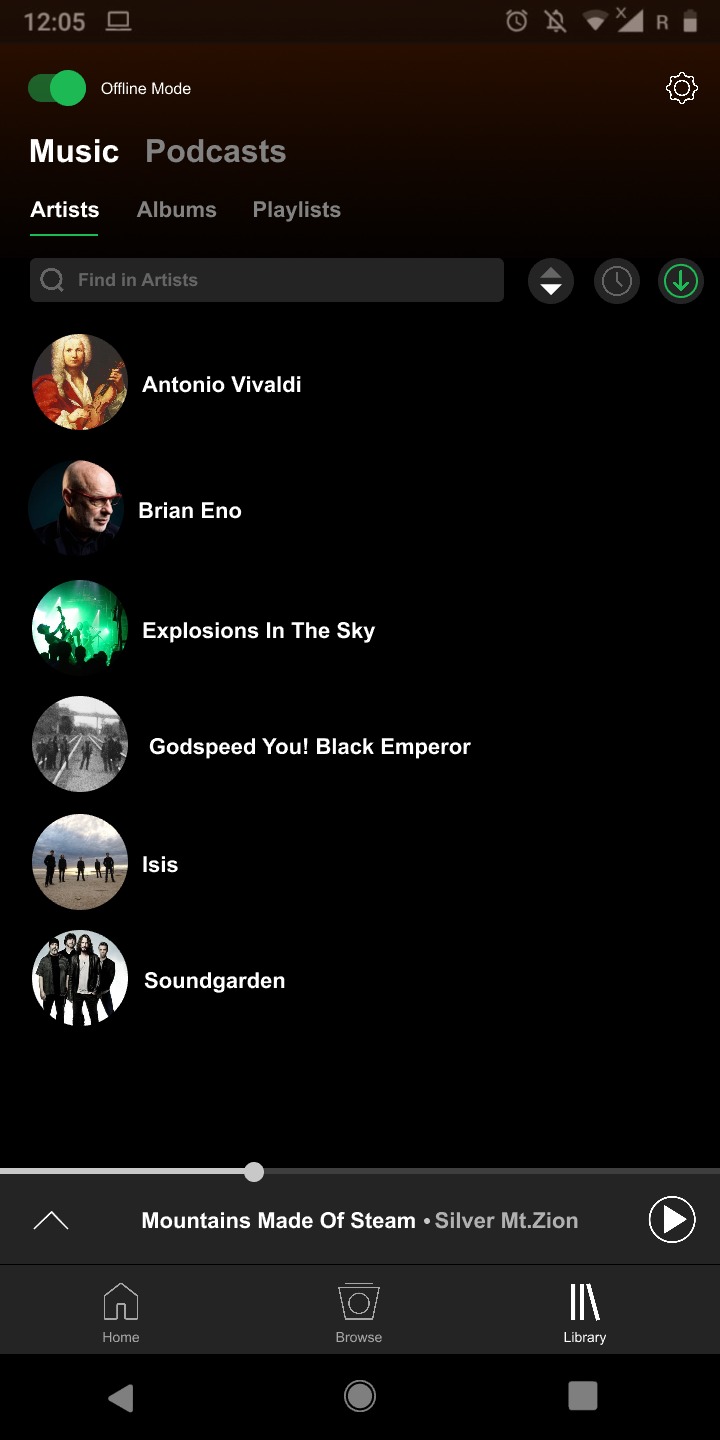 12:05
R
Offline Mode
Music Podcasts
Artists Albums Playlists
Find in Artists
Antonio Vivaldi
Brian Eno
Explosions In The Sky
Godspeed You! Black Emperor
Isis
Soundgarden
Mountains Made Of Steam • Silver Mt.Zion
Home Browse Library